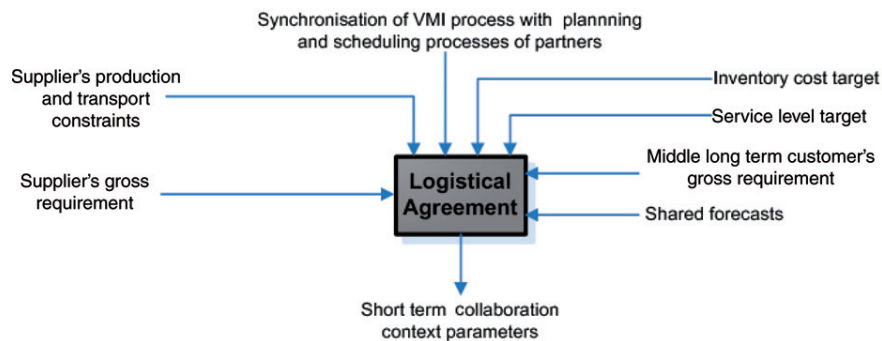 Synchronisation of VMI process with plannning
and scheduling processes of partners
Supplier's production
and transport
constraints
Inventory cost target
Service level target
Middle long term customer's
gross requirement
Supplier's gross
requirement
Logistical
Agreement
Shared forecasts
Short term collaboration
context parameters